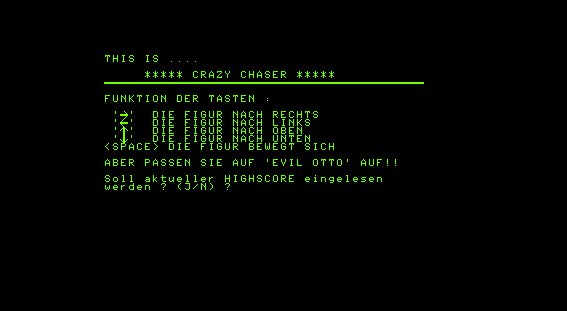 THIS IS ....
***** CRAZY CHASER *****
FUNKTION DER TASTEN :
'→' DIE FIGUR NACH RECHTS
'Z' DIE FIGUR NACH LINKS
'↑' DIE FIGUR NACH OBEN
'↓' DIE FIGUR NACH UNTEN
<SPACE> DIE FIGUR BEWEGT SICH
ABER PASSEN SIE AUF 'EVIL OTTO' AUF!!
Soll aktueller HIGHSCORE eingelesen
werden ? (J/N) ?